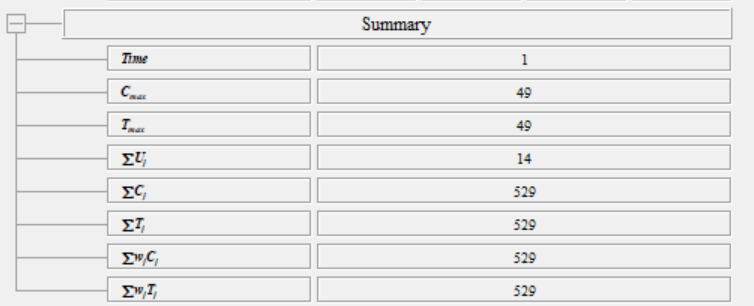 Summary
Time 1
Cmax 49
Tmax 49
ΣUj 14
ΣCj 529
ΣTj 529
ΣwjCj 529
ΣwjTj 529